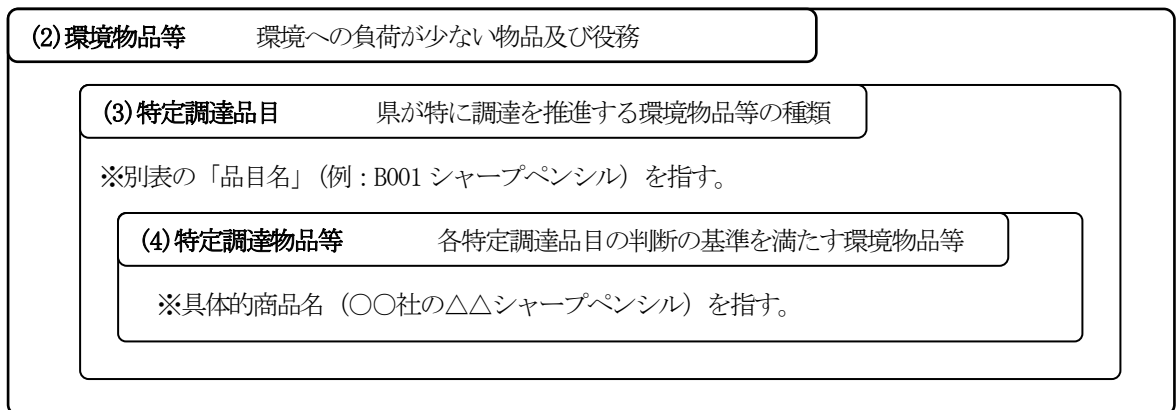 (2)環境物品等　環境への負荷が少ない物品及び役務
(3)特定調達品目　県が特に調達を推進する環境物品等の種類
※別表の「品目名」（例：B001 シャープペンシル）を指す。
(4)特定調達物品等　各特定調達品目の判断の基準を満たす環境物品等
※具体的商品名（○○社の△△シャープペンシル）を指す。